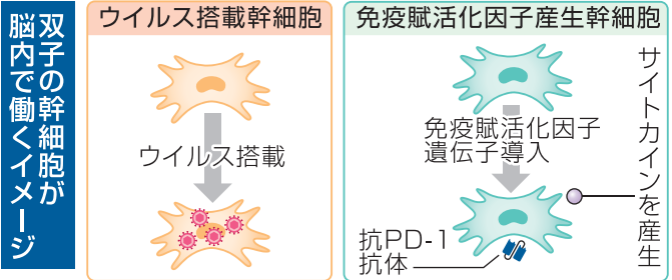 双子の幹細胞が
脳内で働くイメージ
ウイルス搭載幹細胞
ウイルス搭載
免疫賦活化因子産生幹細胞
免疫賦活化因子
遺伝子導入
サイトカインを産生
抗PD-1
抗体